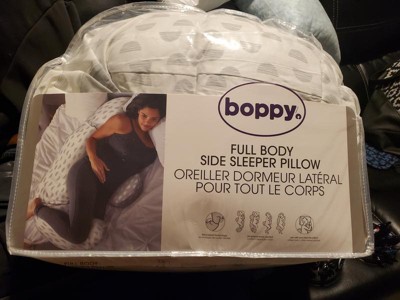 boppy
FULL BODY
SIDE SLEEPER PILLOW
OREILLER DORMEUR LATÉRAL
POUR TOUT LE CORPS